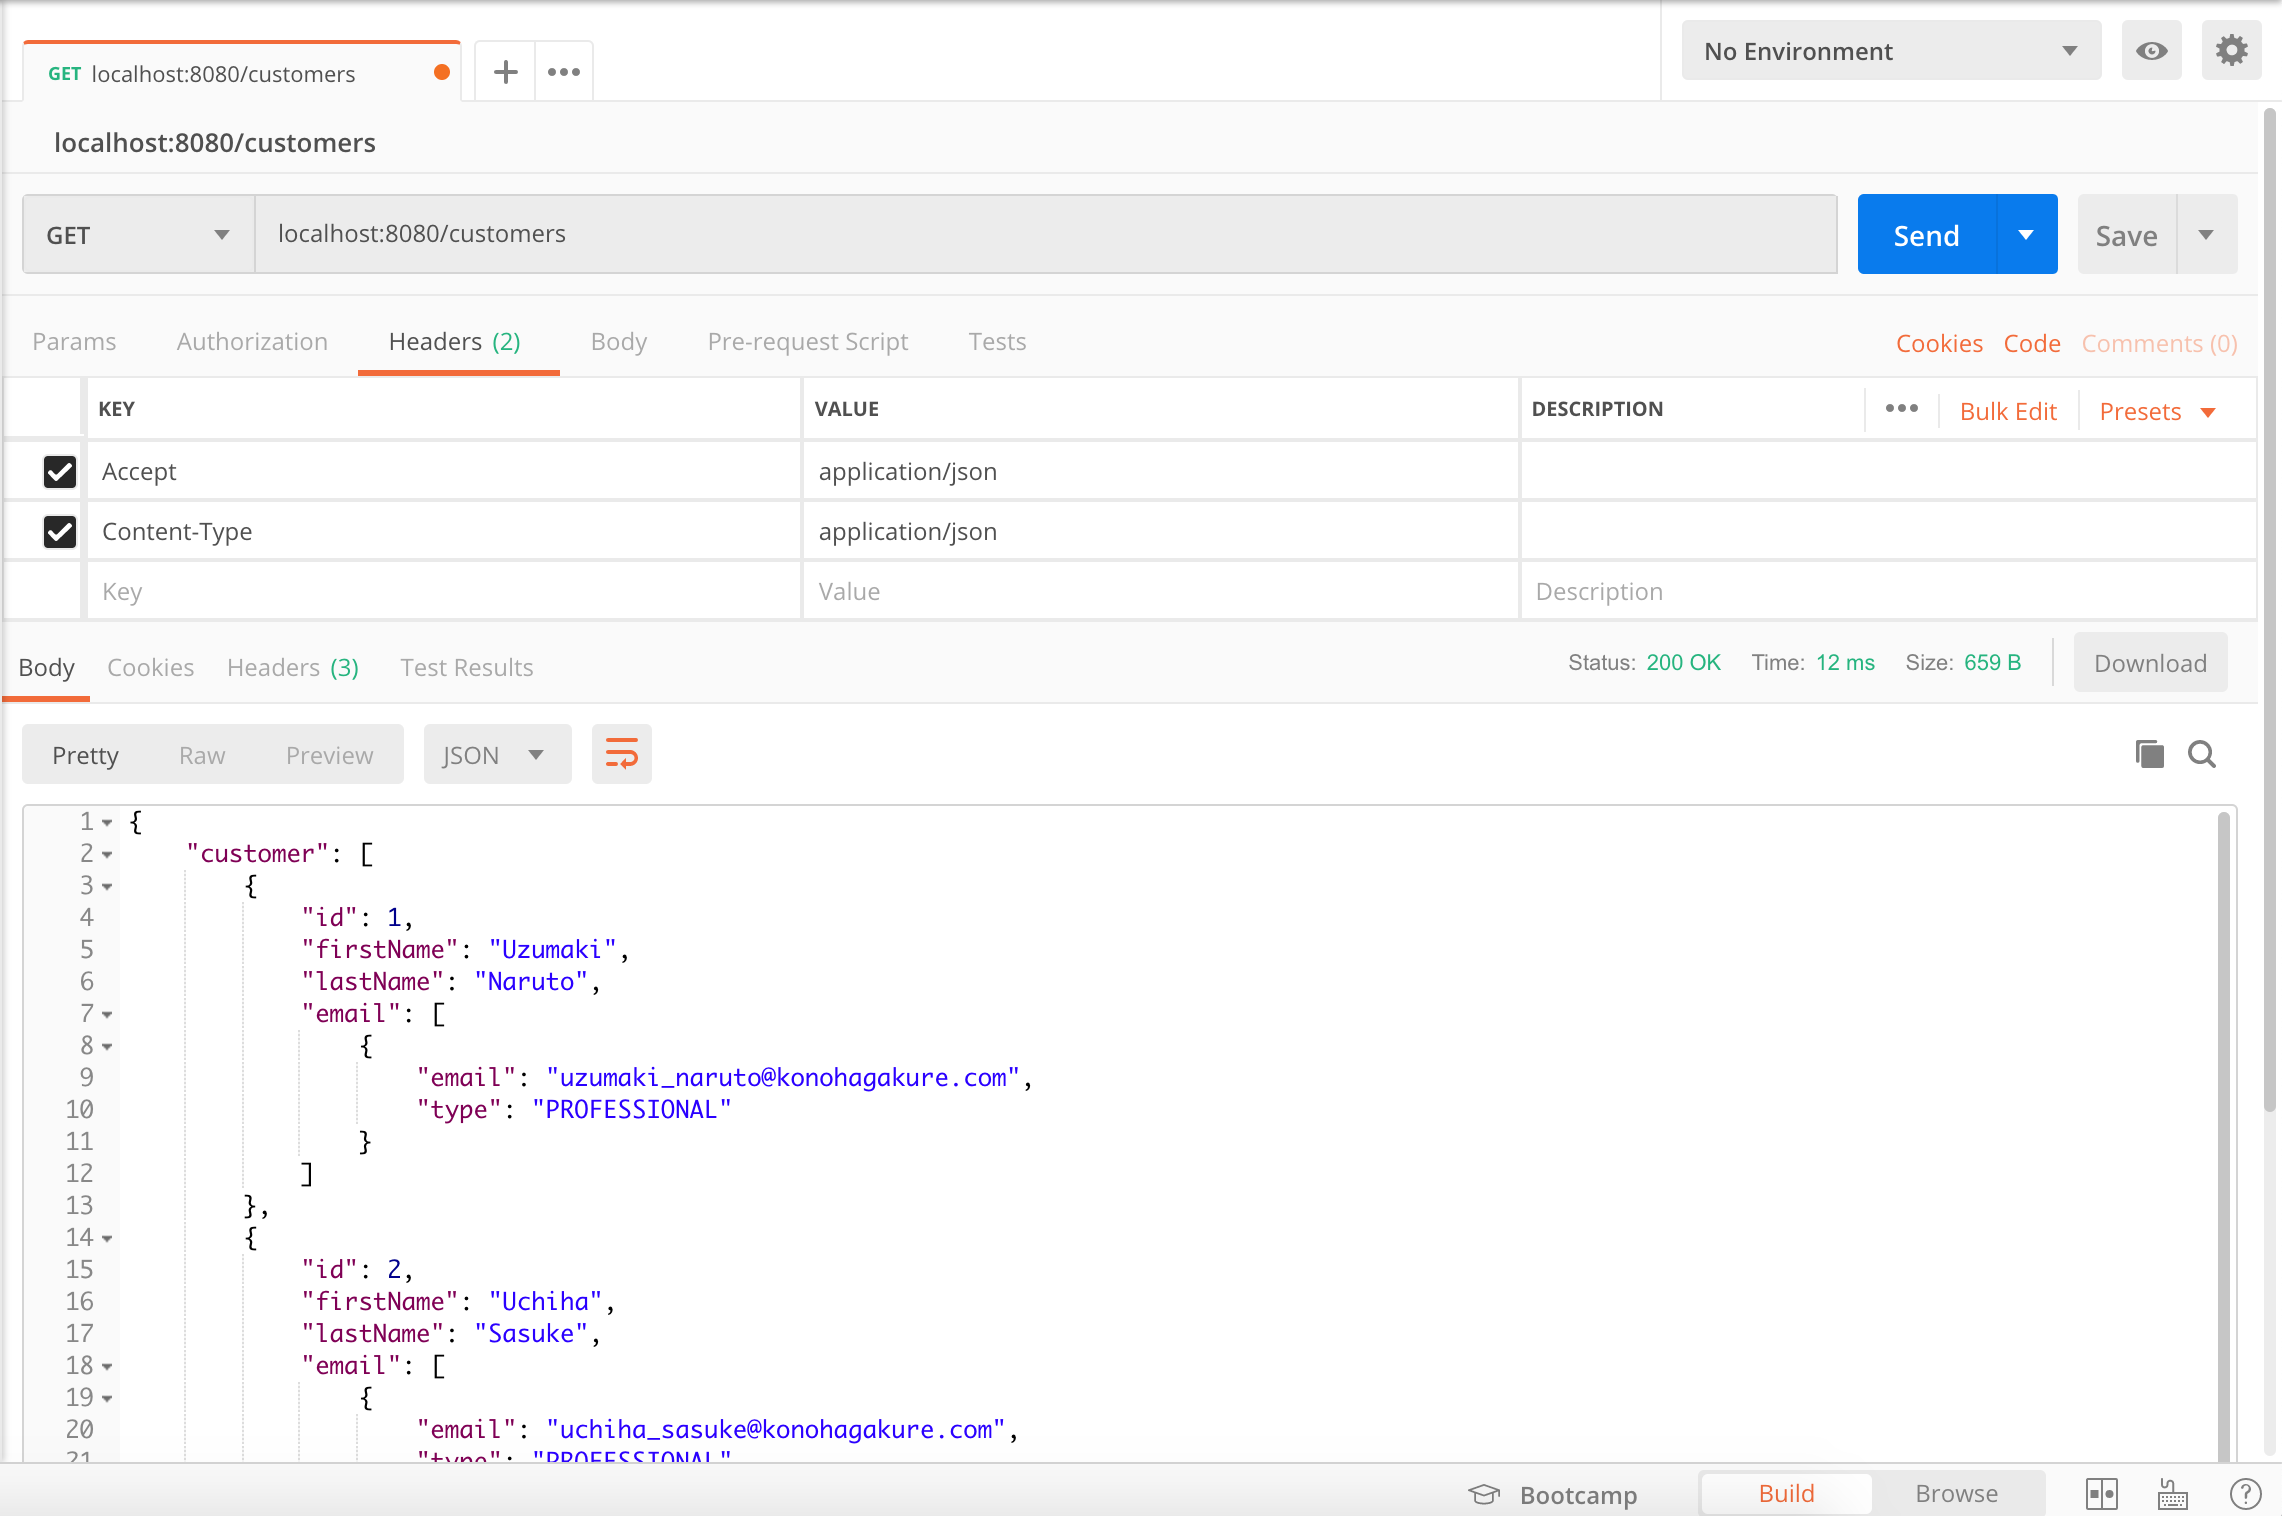 GET localhost:8080/customers
No Environment
localhost:8080/customers
GET localhost:8080/customers Send Save
Params Authorization Headers (2) Body Pre-request Script Tests Cookies Code Comments (0)
KEY VALUE DESCRIPTION Bulk Edit Presets
Accept application/json
Content-Type application/json
Key Value Description
Body Cookies Headers (3) Test Results Status: 200 OK Time: 12 ms Size: 659 B Download
Pretty Raw Preview JSON
1 {
2 "customer": [
3 {
4 "id": 1,
5 "firstName": "Uzumaki",
6 "lastName": "Naruto",
7 "email": [
8 {
9 "email": "uzumaki_naruto@konohagakure.com",
10 "type": "PROFESSIONAL"
11 }
12 ]
13 },
14 {
15 "id": 2,
16 "firstName": "Uchiha",
17 "lastName": "Sasuke",
18 "email": [
19 {
20 "email": "uchiha_sasuke@konohagakure.com",
21 "type": "PROFESSIONAL"
Bootcamp Build Browse